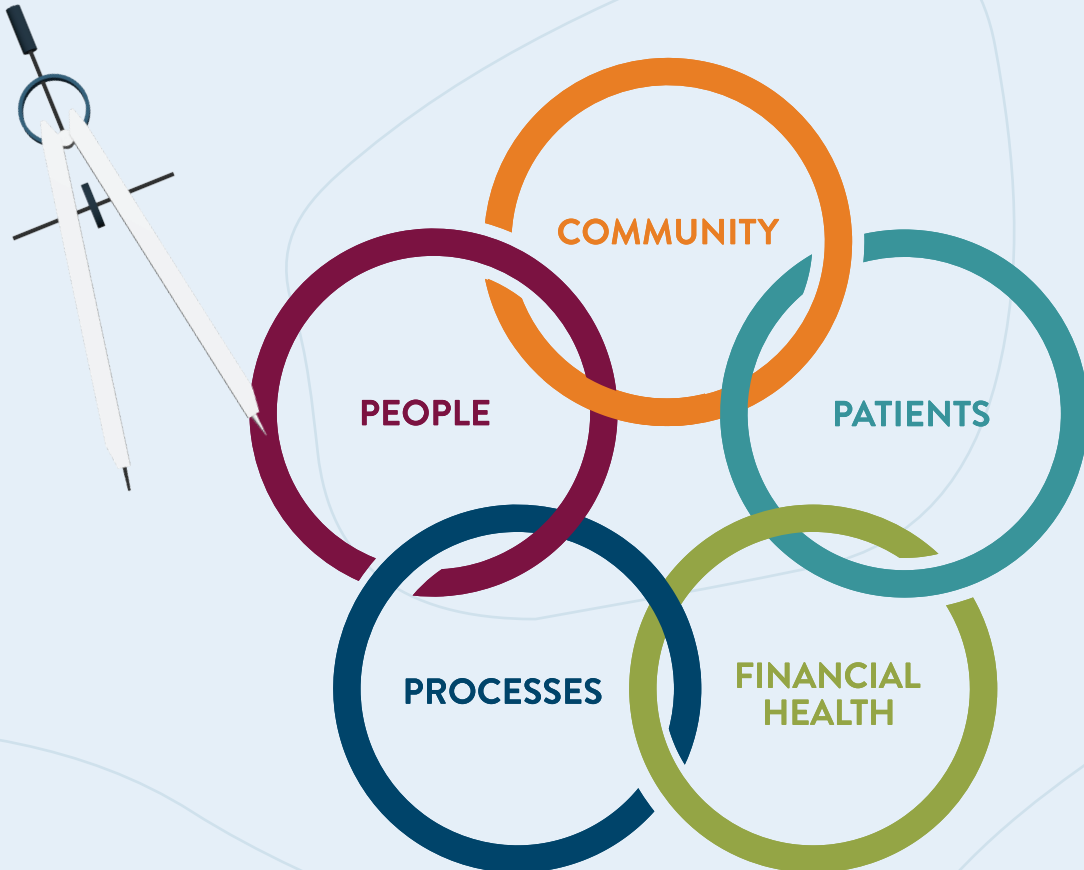 COMMUNITY
PEOPLE
PATIENTS
PROCESSES
FINANCIAL
HEALTH